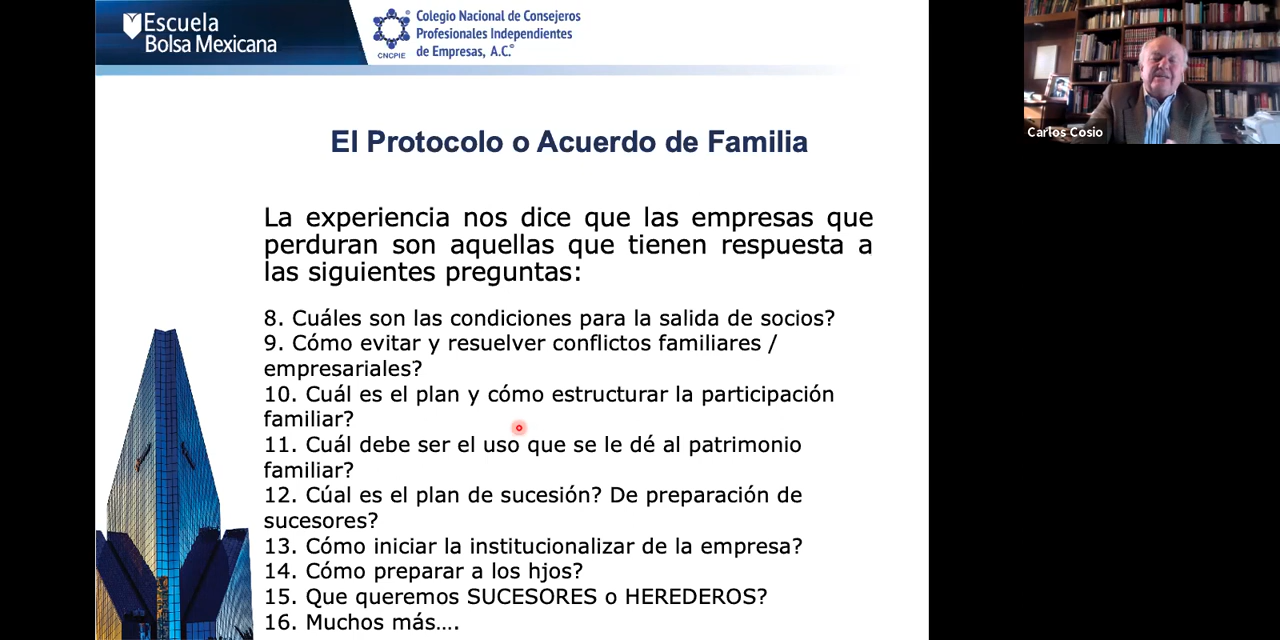 Escuela
Bolsa Mexicana
CNCPIE
Colegio Nacional de Consejeros
Profesionales Independientes
de Empresas, A.C.©
Carlos Cosio
El Protocolo o Acuerdo de Familia
La experiencia nos dice que las empresas que
perduran son aquellas que tienen respuesta a
las siguientes preguntas:
8. Cuáles son las condiciones para la salida de socios?
9. Cómo evitar y resuelver conflictos familiares /
empresariales?
10. Cuál es el plan y cómo estructurar la participación
familiar?
11. Cuál debe ser el uso que se le dé al patrimonio
familiar?
12. Cúal es el plan de sucesión? De preparación de
sucesores?
13. Cómo iniciar la institucionalizar de la empresa?
14. Cómo preparar a los hjos?
15. Que queremos SUCESORES o HEREDEROS?
16. Muchos más….